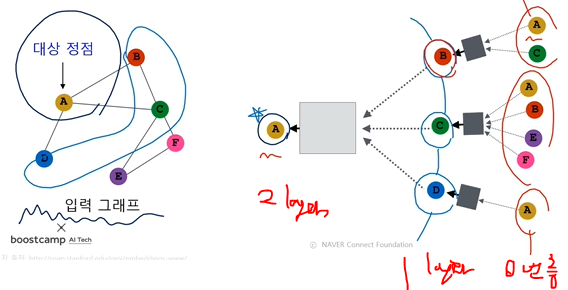 대상 정점
A
B
C
D
E
F
입력 그래프
boostcamp AI Tech
A
2 layer
B
C
D
1 layer
A
C
A
B
E
F
A
0번층
© NAVER Connect Foundation